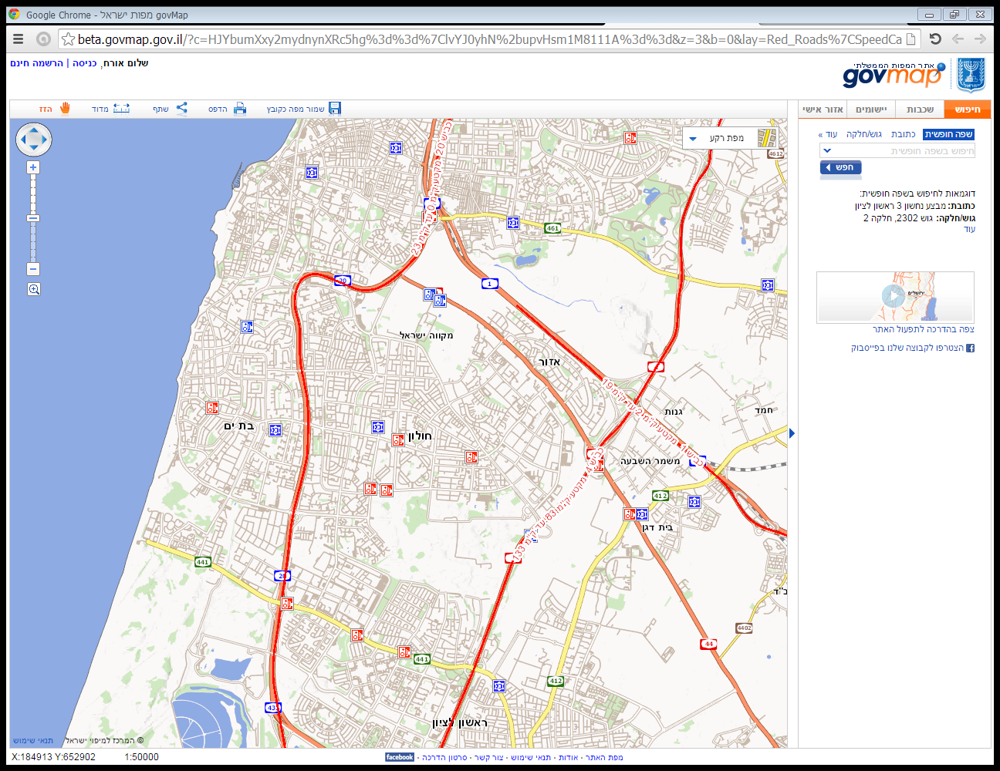 govMap מפות ישראל - Google Chrome
beta.govmap.gov.il/?c=HJYbumXxy2mydnynXRc5hg%3d%3d%7ClvYJ0yhN%2bupvHsm1M8111A%3d%3d&z=3&b=0&lay=Red_Roads%7CSpeedCa
שלום אורח, כניסה | הרשמה חינם
אתר המפות הממשלתי
govmap
שמור מפה כקובץ
הדפס
שתף
מדוד
הזז
חיפוש
שכבות
יישומים
אזור אישי
שפה חופשית
כתובת
גוש/חלקה
עוד »
חיפוש בשפה חופשית
חפש
דוגמאות לחיפוש בשפה חופשית:
כתובת: מבצע נחשון 3 ראשון לציון
גוש/חלקה: גוש 2302, חלקה 2
עוד
ירושלים
צפה בהדרכה לתפעול האתר
הצטרפו לקבוצה שלנו בפייסבוק
מפת רקע
4612
461
20
1
מקווה ישראל
אזור
גנות
חמד
בת ים
חולון
משמר השבעה
412
בית דגן
441
20
4402
44
441
412
431
ראשון לציון
© המרכז למיפוי ישראל
תנאי שימוש
X:184913 Y:652902
1:50000
מפת האתר · אודות · תנאי שימוש · צור קשר · סרטון הדרכה · facebook